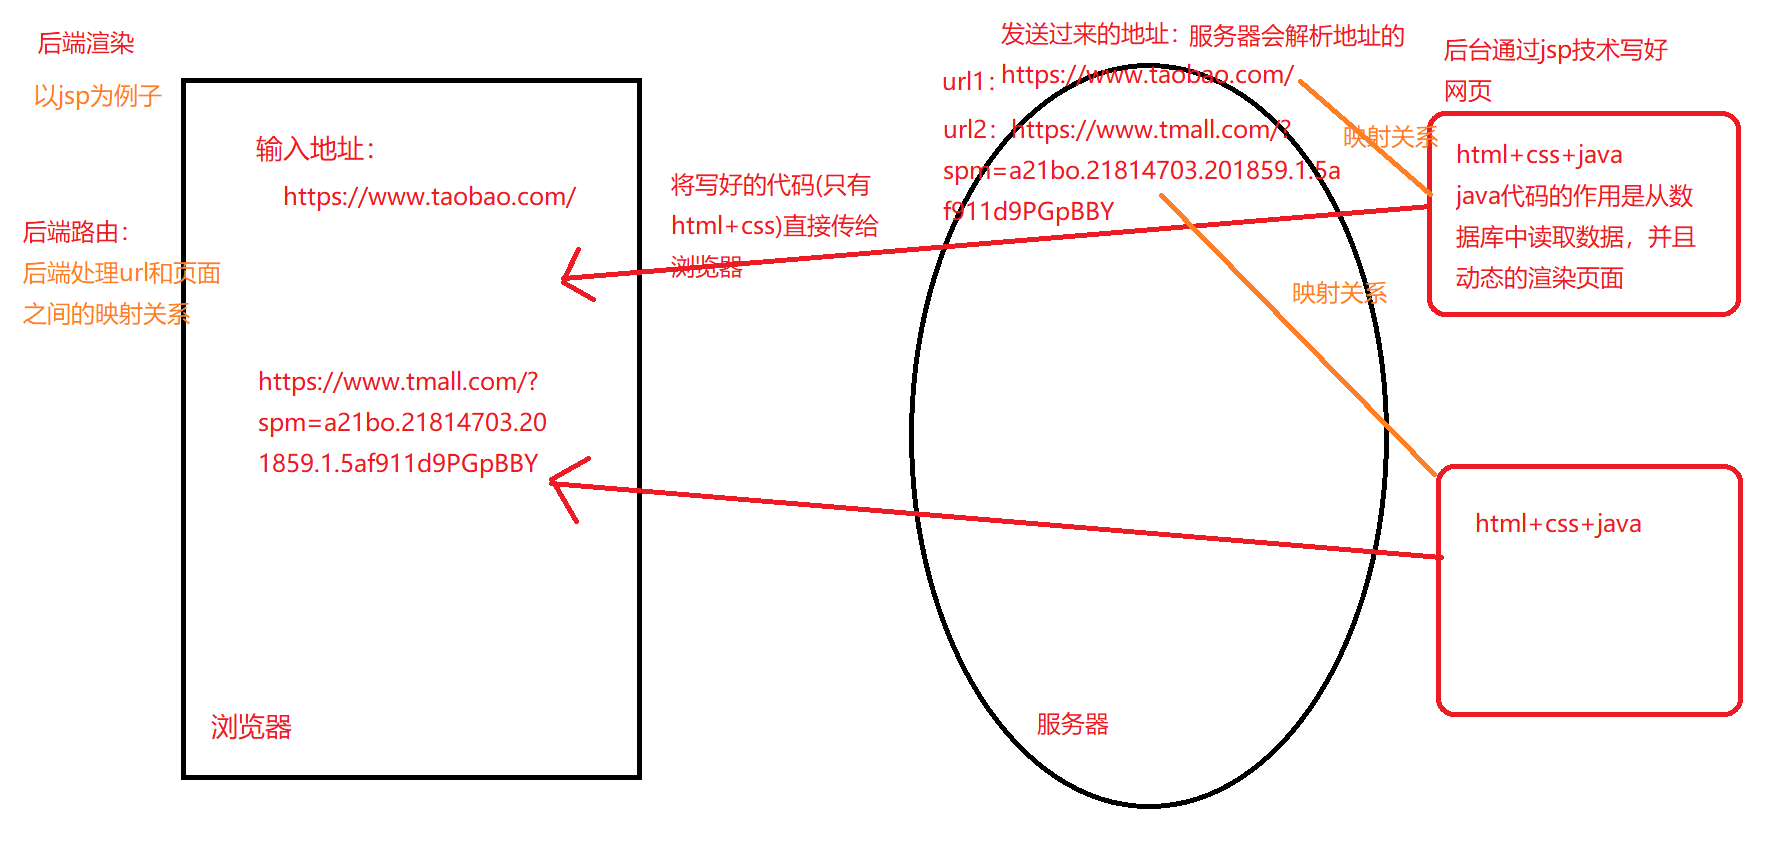 后端渲染
以jsp为例子
后端路由：
后端处理url和页面
之间的映射关系
输入地址：
https://www.taobao.com/
https://www.tmall.com/?
spm=a21bo.21814703.20
1859.1.5af911d9PGpBBY
浏览器
将写好的代码(只有
html+css)直接传给
浏览器
发送过来的地址：服务器会解析地址的
url1：https://www.taobao.com/
url2：https://www.tmall.com/?
spm=a21bo.21814703.201859.1.5a
f911d9PGpBBY
服务器
映射关系
映射关系
后台通过jsp技术写好
网页
html+css+java
java代码的作用是从数
据库中读取数据，并且
动态的渲染页面
html+css+java